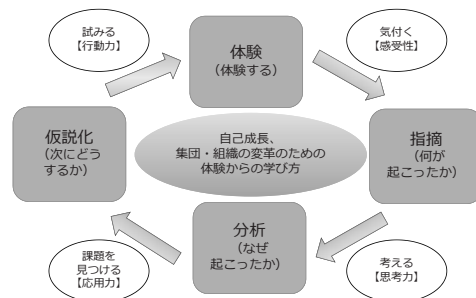 試みる
【行動力】
体験
（体験する）
気付く
【感受性】
仮説化
（次にどう
するか）
自己成長、
集団・組織の変革のための
体験からの学び方
指摘
（何が
起こったか）
分析
（なぜ
起こったか）
課題を
見つける
【応用力】
考える
【思考力】